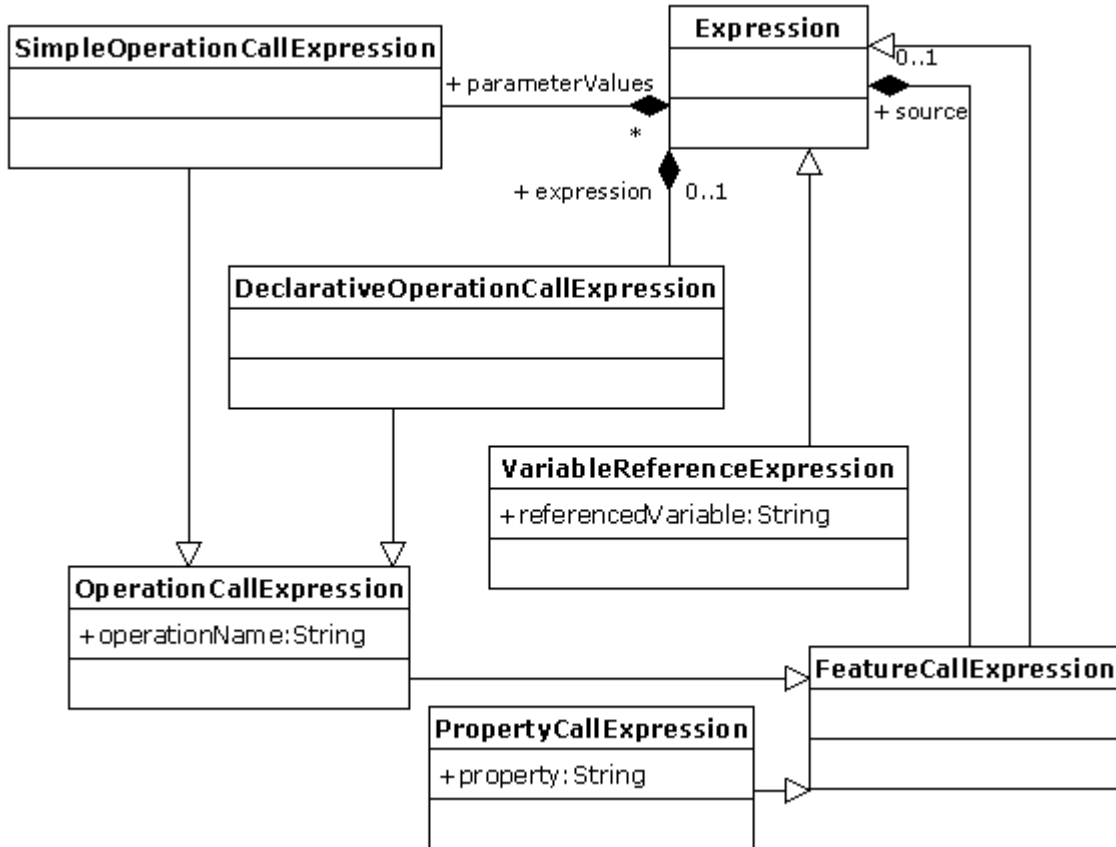 Expression
SimpleOperationCallExpression
0..1
+ parameterValues
+ source
*
+ expression
0..1
DeclarativeOperationCallExpression
VariableReferenceExpression
+referencedVariable:String
OperationCallExpression
+operationName:String
FeatureCallExpression
PropertyCallExpression
+property:String